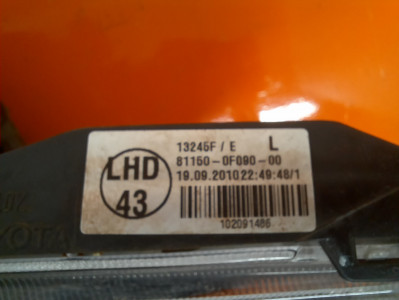 13245F / E L
LHD
43
81150-0F090-00
19.09.2010 22:49:48/1
102091486